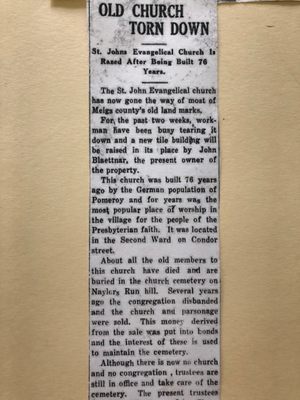 OLD CHURCH
TORN DOWN
St. Johns Evangelical Church Is
Razed After Being Built 76
Years.
The St. John Evangelical church
has now gone the way of most of
Meigs county's old land marks.
For the past two weeks, work-
man have been busy tearing it
down and a new tile building will
be raised in its place by John
Blaettnar, the present owner of
the property.
This church was built 76 years
ago by the German population of
Pomeroy and for years was the
most popular place of worship in
the village for the people of the
Presbyterian faith. It was located
in the Second Ward on Condor
street.
About all the old members to
this church have died and are
buried in the church cemetery on
Naylors Run hill. Several years
ago the congregation disbanded
and the church and parsonage
were sold. This money derived
from the sale was put into bonds
and the interest of these is used
to maintain the cemetery.
Although there is now no church
and no congregation, trustees are
still in office and take care of the
cemetery. The present trustees